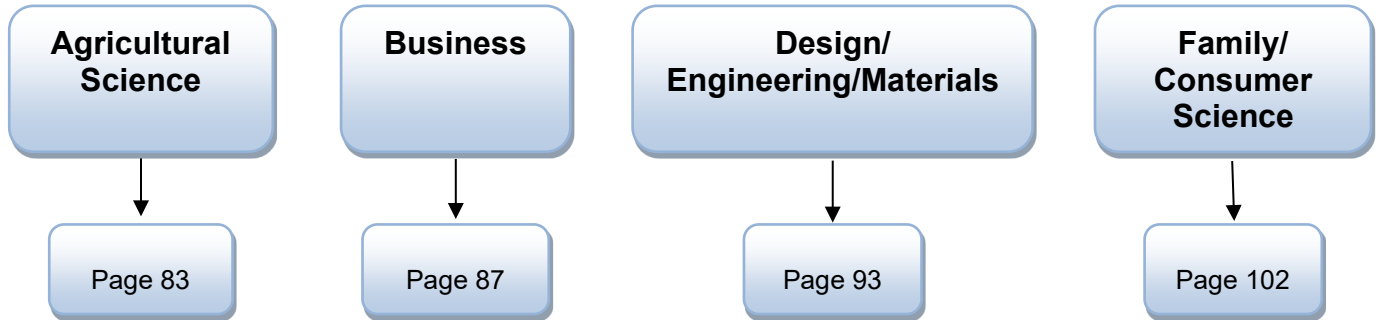 Agricultural
Science
Business
Design/
Engineering/Materials
Family/
Consumer
Science
Page 83
Page 87
Page 93
Page 102